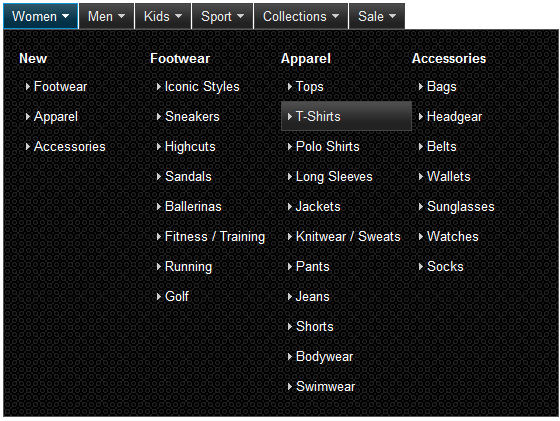 Women Men Kids Sport Collections Sale
New
Footwear
Apparel
Accessories
Footwear
Iconic Styles
Sneakers
Highcuts
Sandals
Ballerinas
Fitness / Training
Running
Golf
Apparel
Tops
T-Shirts
Polo Shirts
Long Sleeves
Jackets
Knitwear / Sweats
Pants
Jeans
Shorts
Bodywear
Swimwear
Accessories
Bags
Headgear
Belts
Wallets
Sunglasses
Watches
Socks